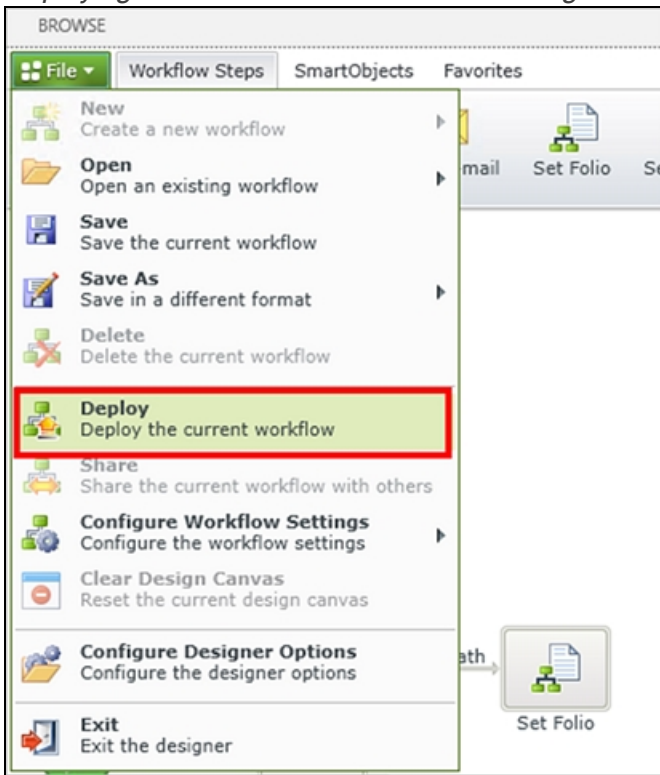 BROWSE
File Workflow Steps SmartObjects Favorites
New
Create a new workflow
Open
Open an existing workflow
mail Set Folio
Save
Save the current workflow
Save As
Save in a different format
Delete
Delete the current workflow
Deploy
Deploy the current workflow
Share
Share the current workflow with others
Configure Workflow Settings
Configure the workflow settings
Clear Design Canvas
Reset the current design canvas
Configure Designer Options
Configure the designer options
ath
Set Folio
Exit
Exit the designer